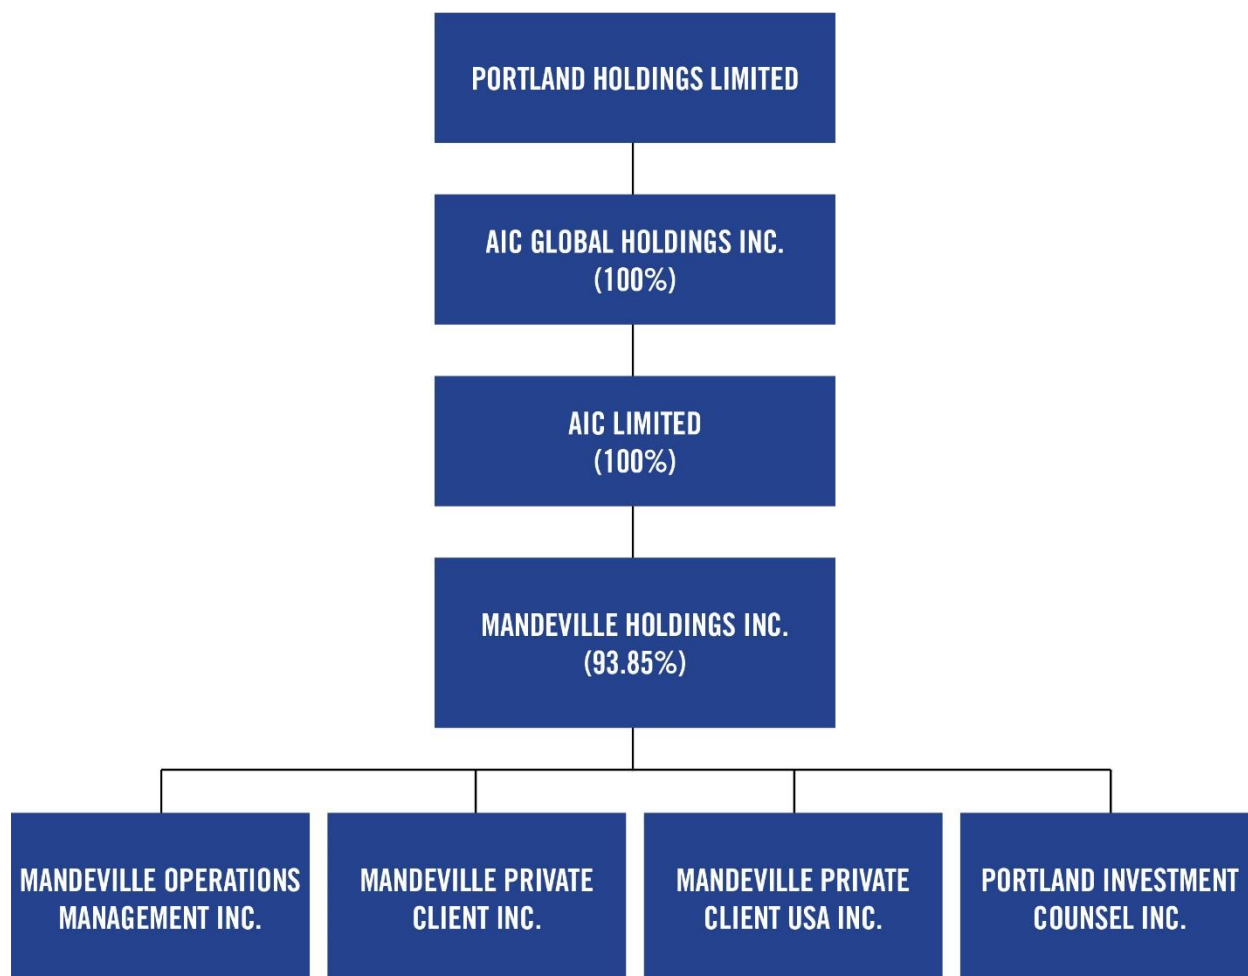 PORTLAND HOLDINGS LIMITED
AIC GLOBAL HOLDINGS INC.
(100%)
AIC LIMITED
(100%)
MANDEVILLE HOLDINGS INC.
(93.85%)
MANDEVILLE OPERATIONS
MANAGEMENT INC.
MANDEVILLE PRIVATE
CLIENT INC.
MANDEVILLE PRIVATE
CLIENT USA INC.
PORTLAND INVESTMENT
COUNSEL INC.